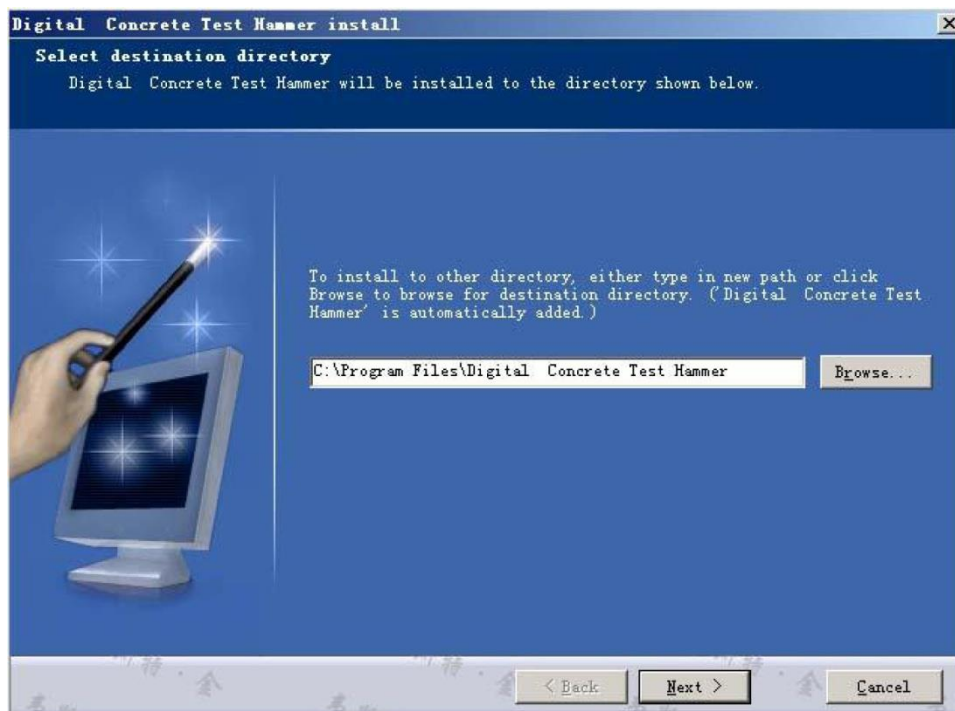 Digital  Concrete Test Hammer install
Select destination directory
Digital  Concrete Test Hammer will be installed to the directory shown below.
To install to other directory, either type in new path or click
Browse to browse for destination directory. ('Digital  Concrete Test
Hammer' is automatically added.)
C:\Program Files\Digital  Concrete Test Hammer
Browse...
< Back
Next >
Cancel